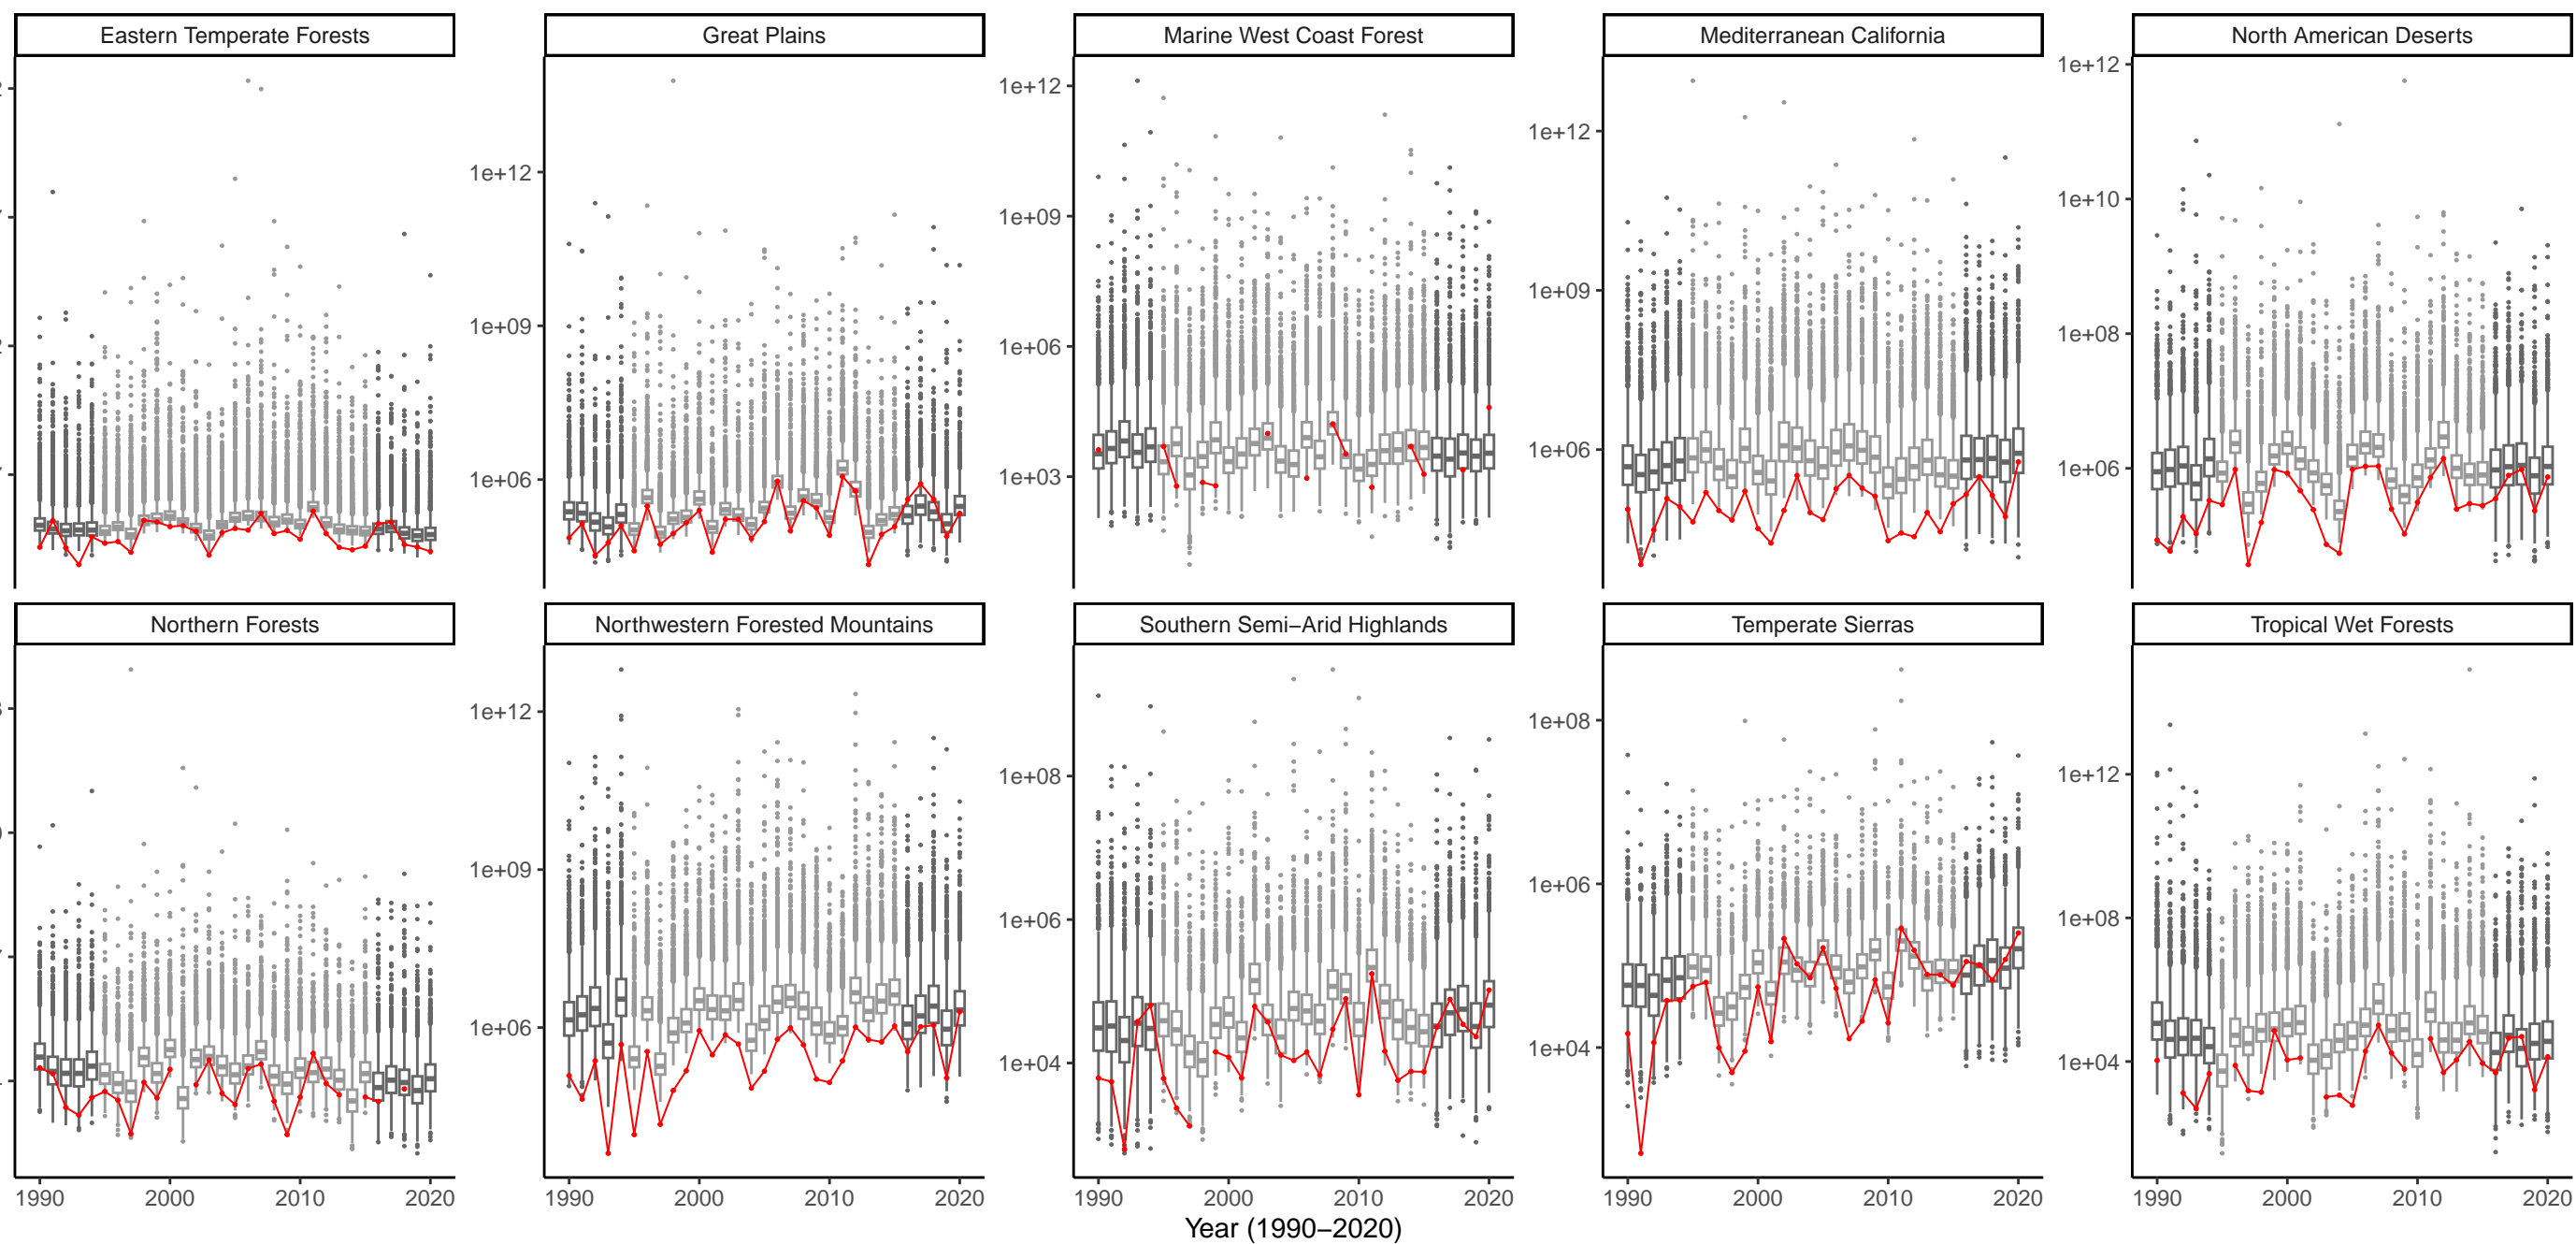 Eastern Temperate Forests
Great Plains
Marine West Coast Forest
Mediterranean California
North American Deserts
1e+12
1e+09
1e+06
1e+12
1e+09
1e+06
1e+03
1e+12
1e+09
1e+06
1e+12
1e+10
1e+08
1e+06
Northern Forests
Northwestern Forested Mountains
Southern Semi−Arid Highlands
Temperate Sierras
Tropical Wet Forests
1e+12
1e+09
1e+06
1e+08
1e+06
1e+04
1e+08
1e+06
1e+04
1e+12
1e+08
1e+04
1990 2000 2010 2020
1990 2000 2010 2020
1990 2000 2010 2020
1990 2000 2010 2020
1990 2000 2010 2020
Year (1990−2020)